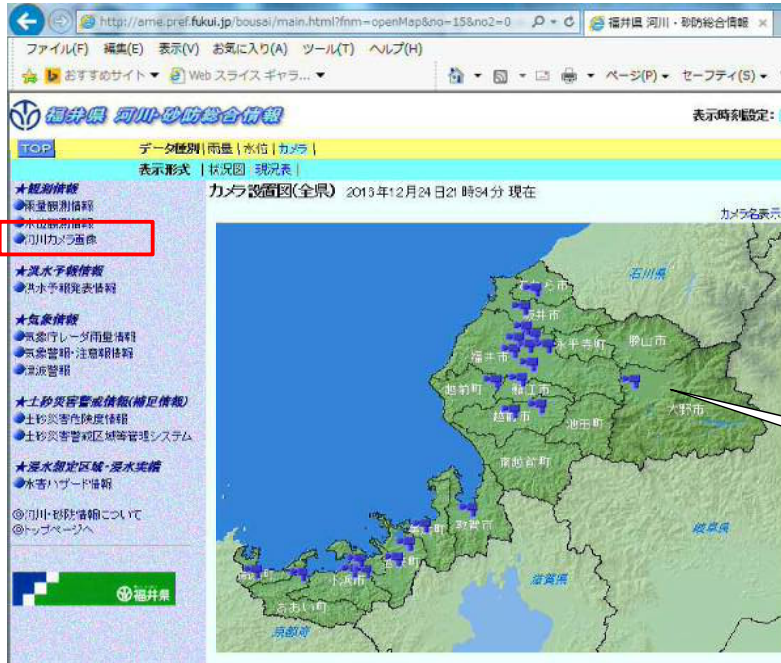 http://ame.pref.fukui.jp/bousai/main.html?fnm=openMap&no=15&no2=0
福井県 河川・砂防総合情報
ファイル(F) 編集(E) 表示(V) お気に入り(A) ツール(T) ヘルプ(H)
おすすめサイト ▼ Web スライス ギャラ... ▼ ページ(P) ▼ セーフティ(S) ▼
福井県 河川・砂防総合情報
表示時刻設定:
TOP データ種別 | 雨量 | 水位 | カメラ |
表示形式 | 状況図 現況表 |
★観測情報
雨量観測情報
水位観測情報
河川カメラ画像
★洪水予報情報
洪水予報発表情報
★気象情報
気象庁レーダ雨量情報
気象警報・注意報情報
津波警報
★土砂災害警戒情報(補足情報)
土砂災害危険度情報
土砂災害警戒区域等管理システム
★浸水想定区域・浸水実績
水害ハザード情報
◎河川・砂防情報について
◎トップページへ
福井県
カメラ設置図(全県) 2013年12月24日21時34分 現在
カメラ名表示
石川県
あわら市
坂井市
永平寺町
勝山市
福井市
越前町
鯖江市
大野市
越前市
池田町
南越前町
敦賀市
美浜町
岐阜県
小浜市
滋賀県
おおい町
京都府